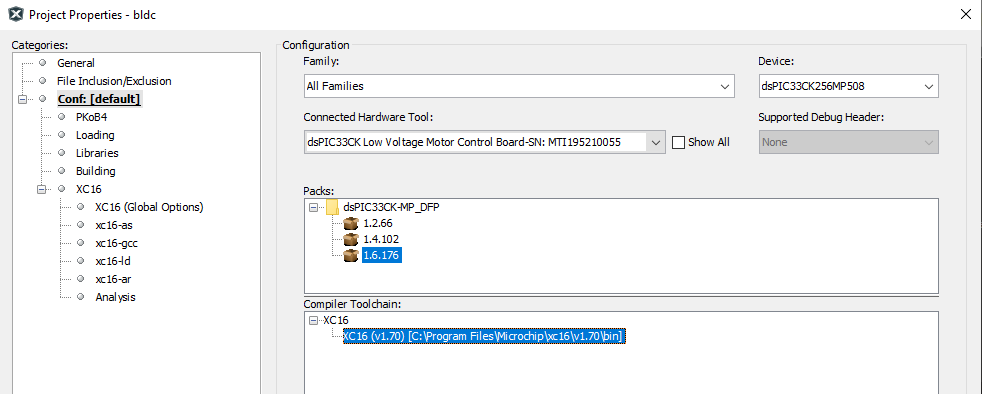 Project Properties - bldc
Categories:
General
File Inclusion/Exclusion
Conf: [default]
PKoB4
Loading
Libraries
Building
XC16
XC16 (Global Options)
xc16-as
xc16-gcc
xc16-ld
xc16-ar
Analysis
Configuration
Family:
Device:
All Families
dsPIC33CK256MP508
Connected Hardware Tool:
Supported Debug Header:
dsPIC33CK Low Voltage Motor Control Board-SN: MTI195210055
Show All
None
Packs:
dsPIC33CK-MP_DFP
1.2.66
1.4.102
1.6.176
Compiler Toolchain:
XC16
XC16 (v1.70) [C:\Program Files\Microchip\xc16\v1.70\bin]